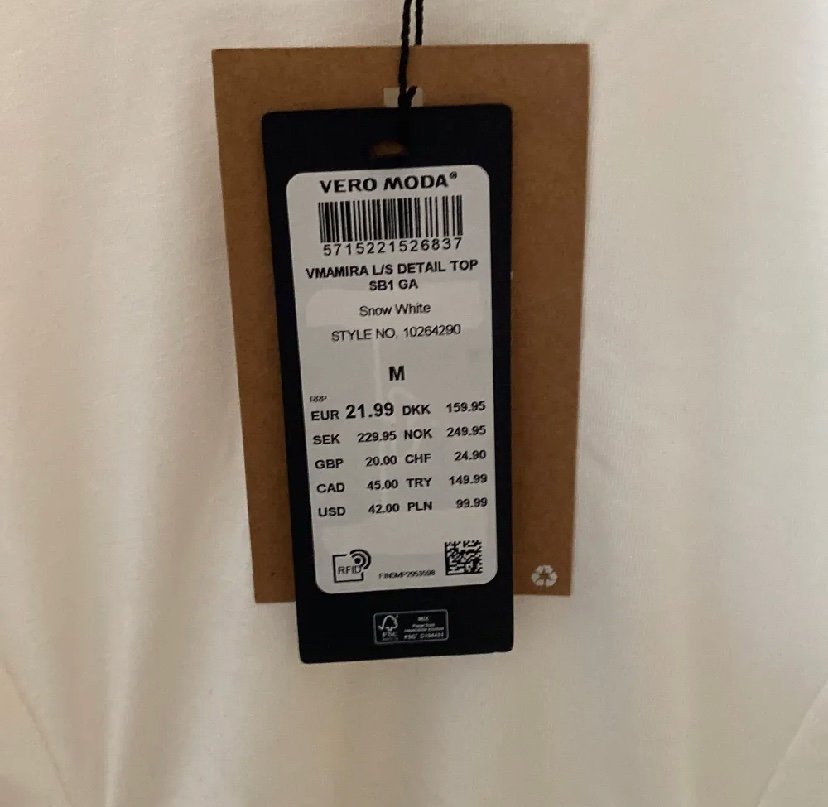 VERO MODA®
5715221526837
VMAMIRA L/S DETAIL TOP
SB1 GA
Snow White
STYLE NO. 10264290
M
RRP
EUR 21.99 DKK 159.95
SEK 229.95 NOK 249.95
GBP 20.00 CHF 24.90
CAD 45.00 TRY 149.99
USD 42.00 PLN 99.99
RFID
FSC
MIX